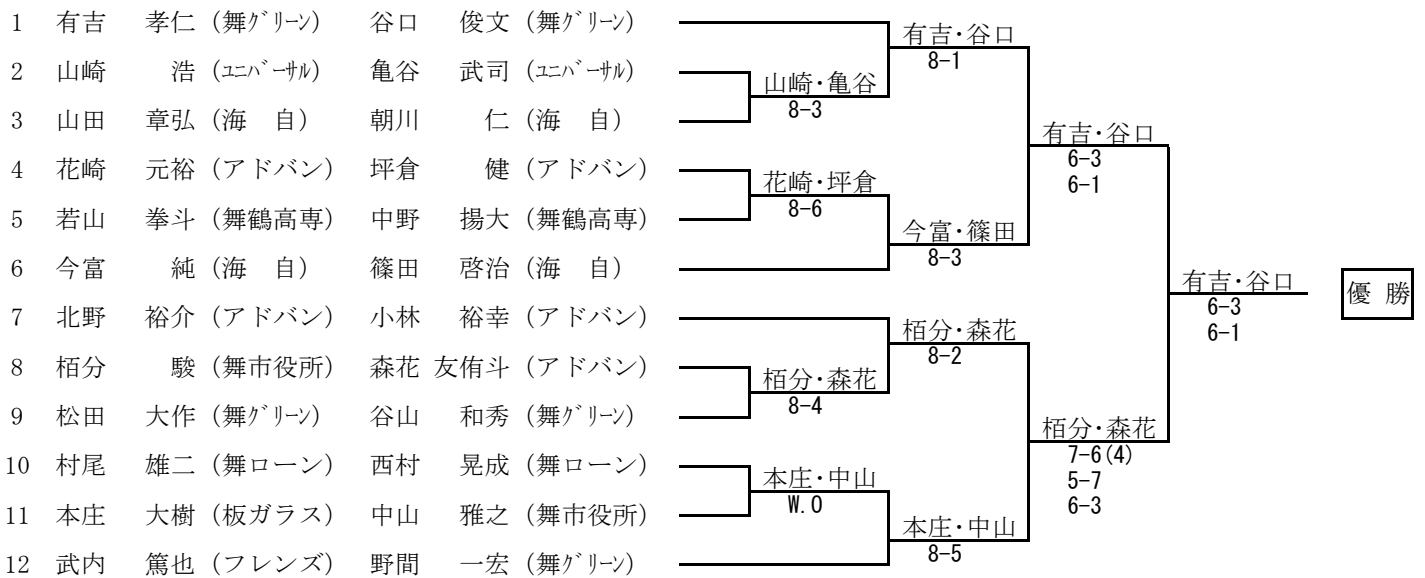 1 有吉 孝仁 (舞グリーン) 谷口 俊文 (舞グリーン)
有吉・谷口
8-1
2 山崎 浩 (ユニバーサル) 亀谷 武司 (ユニバーサル)
山崎・亀谷
8-3
3 山田 章弘 (海 自) 朝川 仁 (海 自)
有吉・谷口
6-3
6-1
4 花崎 元裕 (アドバン) 坪倉 健 (アドバン)
花崎・坪倉
8-6
5 若山 拳斗 (舞鶴高専) 中野 揚大 (舞鶴高専)
今富・篠田
8-3
6 今富 純 (海 自) 篠田 啓治 (海 自)
有吉・谷口
6-3
6-1
優 勝
7 北野 裕介 (アドバン) 小林 裕幸 (アドバン)
栢分・森花
8-2
8 栢分 駿 (舞市役所) 森花 友侑斗 (アドバン)
栢分・森花
8-4
9 松田 大作 (舞グリーン) 谷山 和秀 (舞グリーン)
栢分・森花
7-6(4)
5-7
6-3
10 村尾 雄二 (舞ローン) 西村 晃成 (舞ローン)
本庄・中山
W.O
11 本庄 大樹 (板ガラス) 中山 雅之 (舞市役所)
本庄・中山
8-5
12 武内 篤也 (フレンズ) 野間 一宏 (舞グリーン)